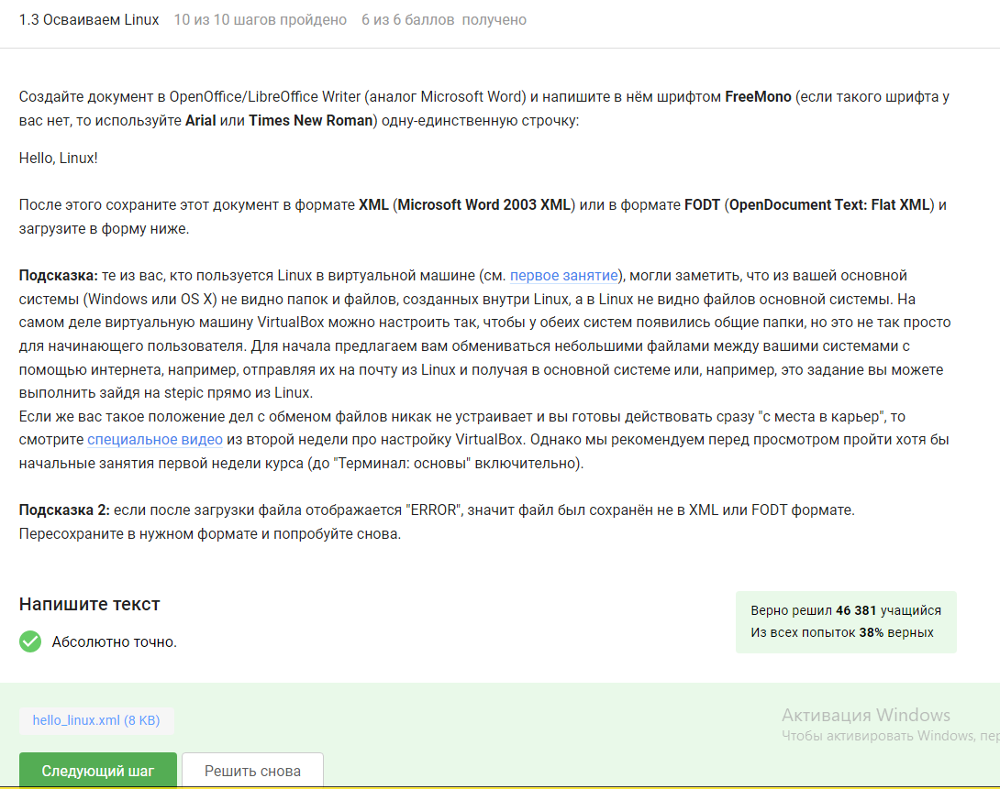 1.3 Осваиваем Linux 10 из 10 шагов пройдено 6 из 6 баллов получено
Создайте документ в OpenOffice/LibreOffice Writer (аналог Microsoft Word) и напишите в нём шрифтом FreeMono (если такого шрифта у
вас нет, то используйте Arial или Times New Roman) одну-единственную строчку:
Hello, Linux!
После этого сохраните этот документ в формате XML (Microsoft Word 2003 XML) или в формате FODT (OpenDocument Text: Flat XML) и
загрузите в форму ниже.
Подсказка: те из вас, кто пользуется Linux в виртуальной машине (см. первое занятие), могли заметить, что из вашей основной
системы (Windows или OS X) не видно папок и файлов, созданных внутри Linux, а в Linux не видно файлов основной системы. На
самом деле виртуальную машину VirtualBox можно настроить так, чтобы у обеих систем появились общие папки, но это не так просто
для начинающего пользователя. Для начала предлагаем вам обмениваться небольшими файлами между вашими системами с
помощью интернета, например, отправляя их на почту из Linux и получая в основной системе или, например, это задание вы можете
выполнить зайдя на stepic прямо из Linux.
Если же вас такое положение дел с обменом файлов никак не устраивает и вы готовы действовать сразу "с места в карьер", то
смотрите специальное видео из второй недели про настройку VirtualBox. Однако мы рекомендуем перед просмотром пройти хотя бы
начальные занятия первой недели курса (до "Терминал: основы" включительно).
Подсказка 2: если после загрузки файла отображается "ERROR", значит файл был сохранён не в XML или FODT формате.
Пересохраните в нужном формате и попробуйте снова.
Напишите текст
Верно решил 46 381 учащийся
Из всех попыток 38% верных
Абсолютно точно.
hello_linux.xml (8 KB)
Активация Windows
Чтобы активировать Windows, пер
Следующий шаг
Решить снова